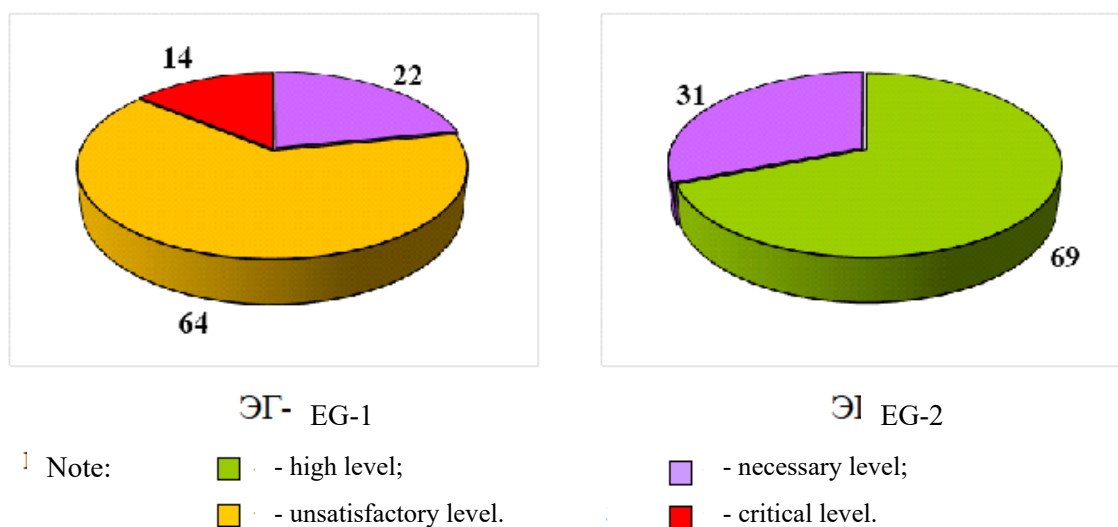 14
22
64
31
69
ЭГ- EG-1
ЭГ EG-2
Note:
- high level;
- necessary level;
- unsatisfactory level.
- critical level.